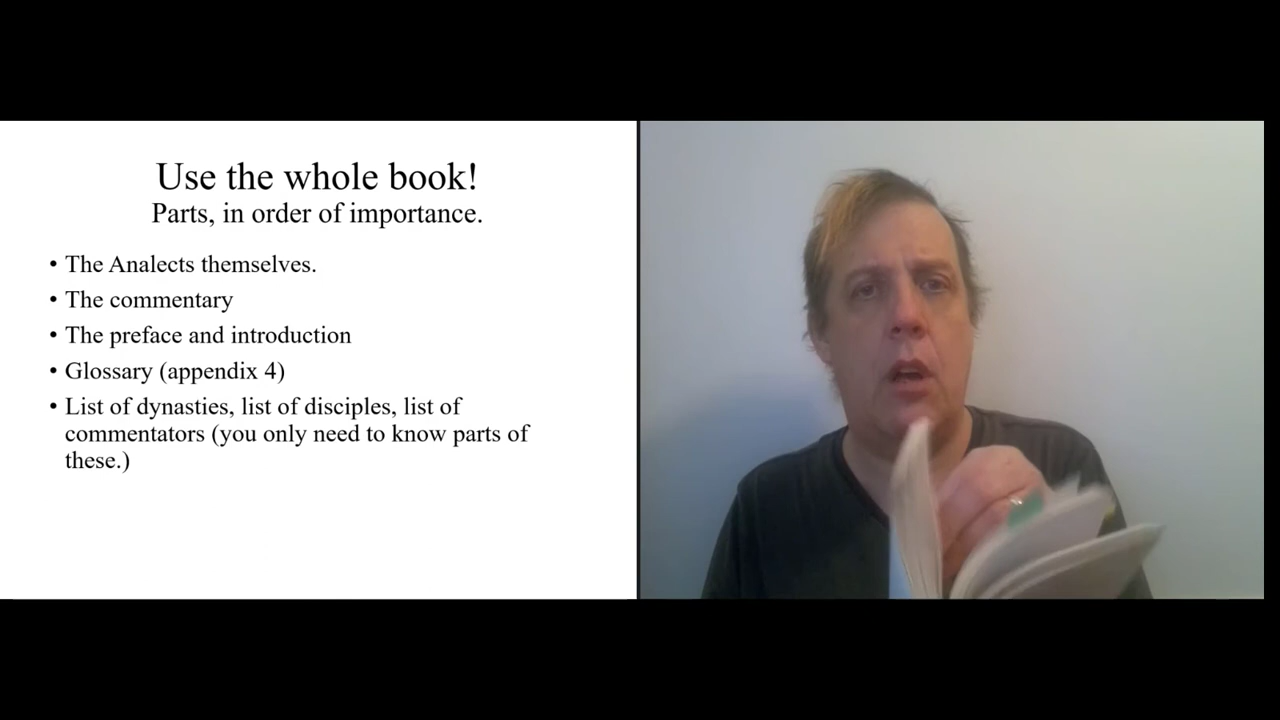 Use the whole book!
Parts, in order of importance.
• The Analects themselves.
• The commentary
• The preface and introduction
• Glossary (appendix 4)
• List of dynasties, list of disciples, list of
commentators (you only need to know parts of
these.)